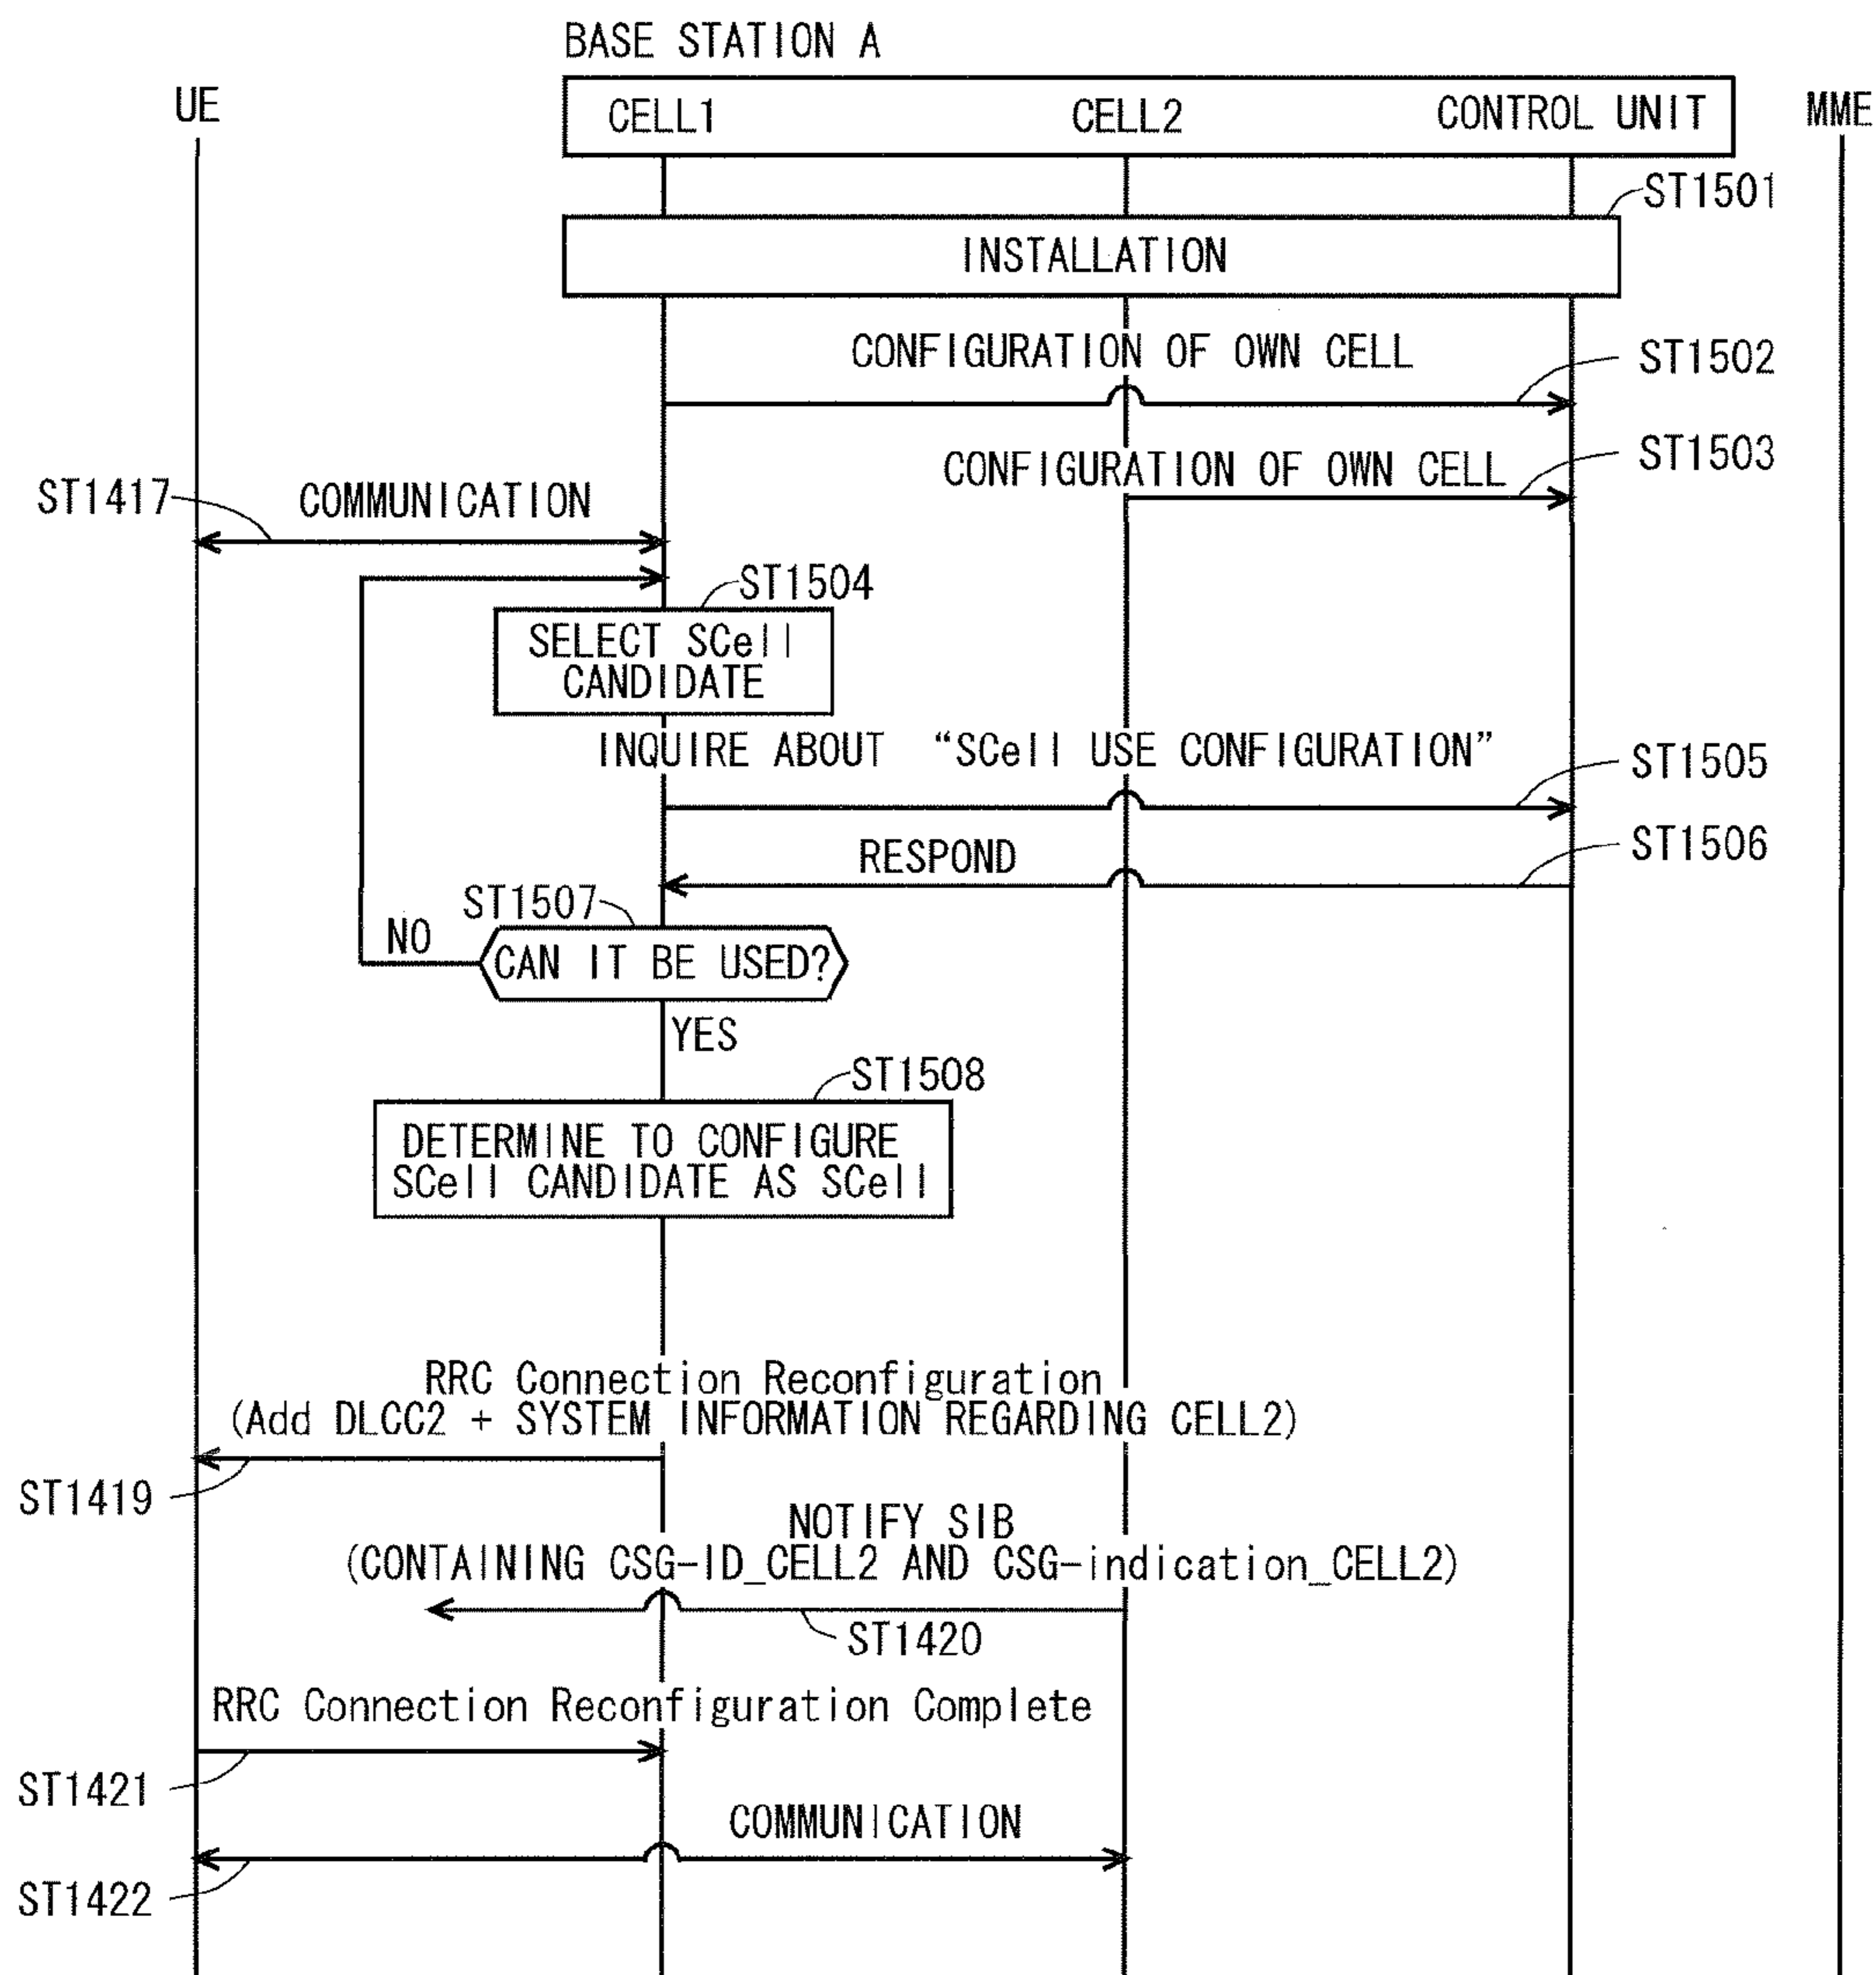 BASE STATION A
UE
CELL1
CELL2
CONTROL UNIT
MME
ST1501
INSTALLATION
CONFIGURATION OF OWN CELL
ST1502
CONFIGURATION OF OWN CELL
ST1503
ST1417
COMMUNICATION
ST1504
SELECT SCell
CANDIDATE
INQUIRE ABOUT “SCell USE CONFIGURATION”
ST1505
RESPOND
ST1506
ST1507
NO
CAN IT BE USED?
YES
ST1508
DETERMINE TO CONFIGURE
SCell CANDIDATE AS SCell
RRC Connection Reconfiguration
(Add DLCC2 + SYSTEM INFORMATION REGARDING CELL2)
ST1419
NOTIFY SIB
(CONTAINING CSG-ID_CELL2 AND CSG-indication_CELL2)
ST1420
RRC Connection Reconfiguration Complete
ST1421
COMMUNICATION
ST1422